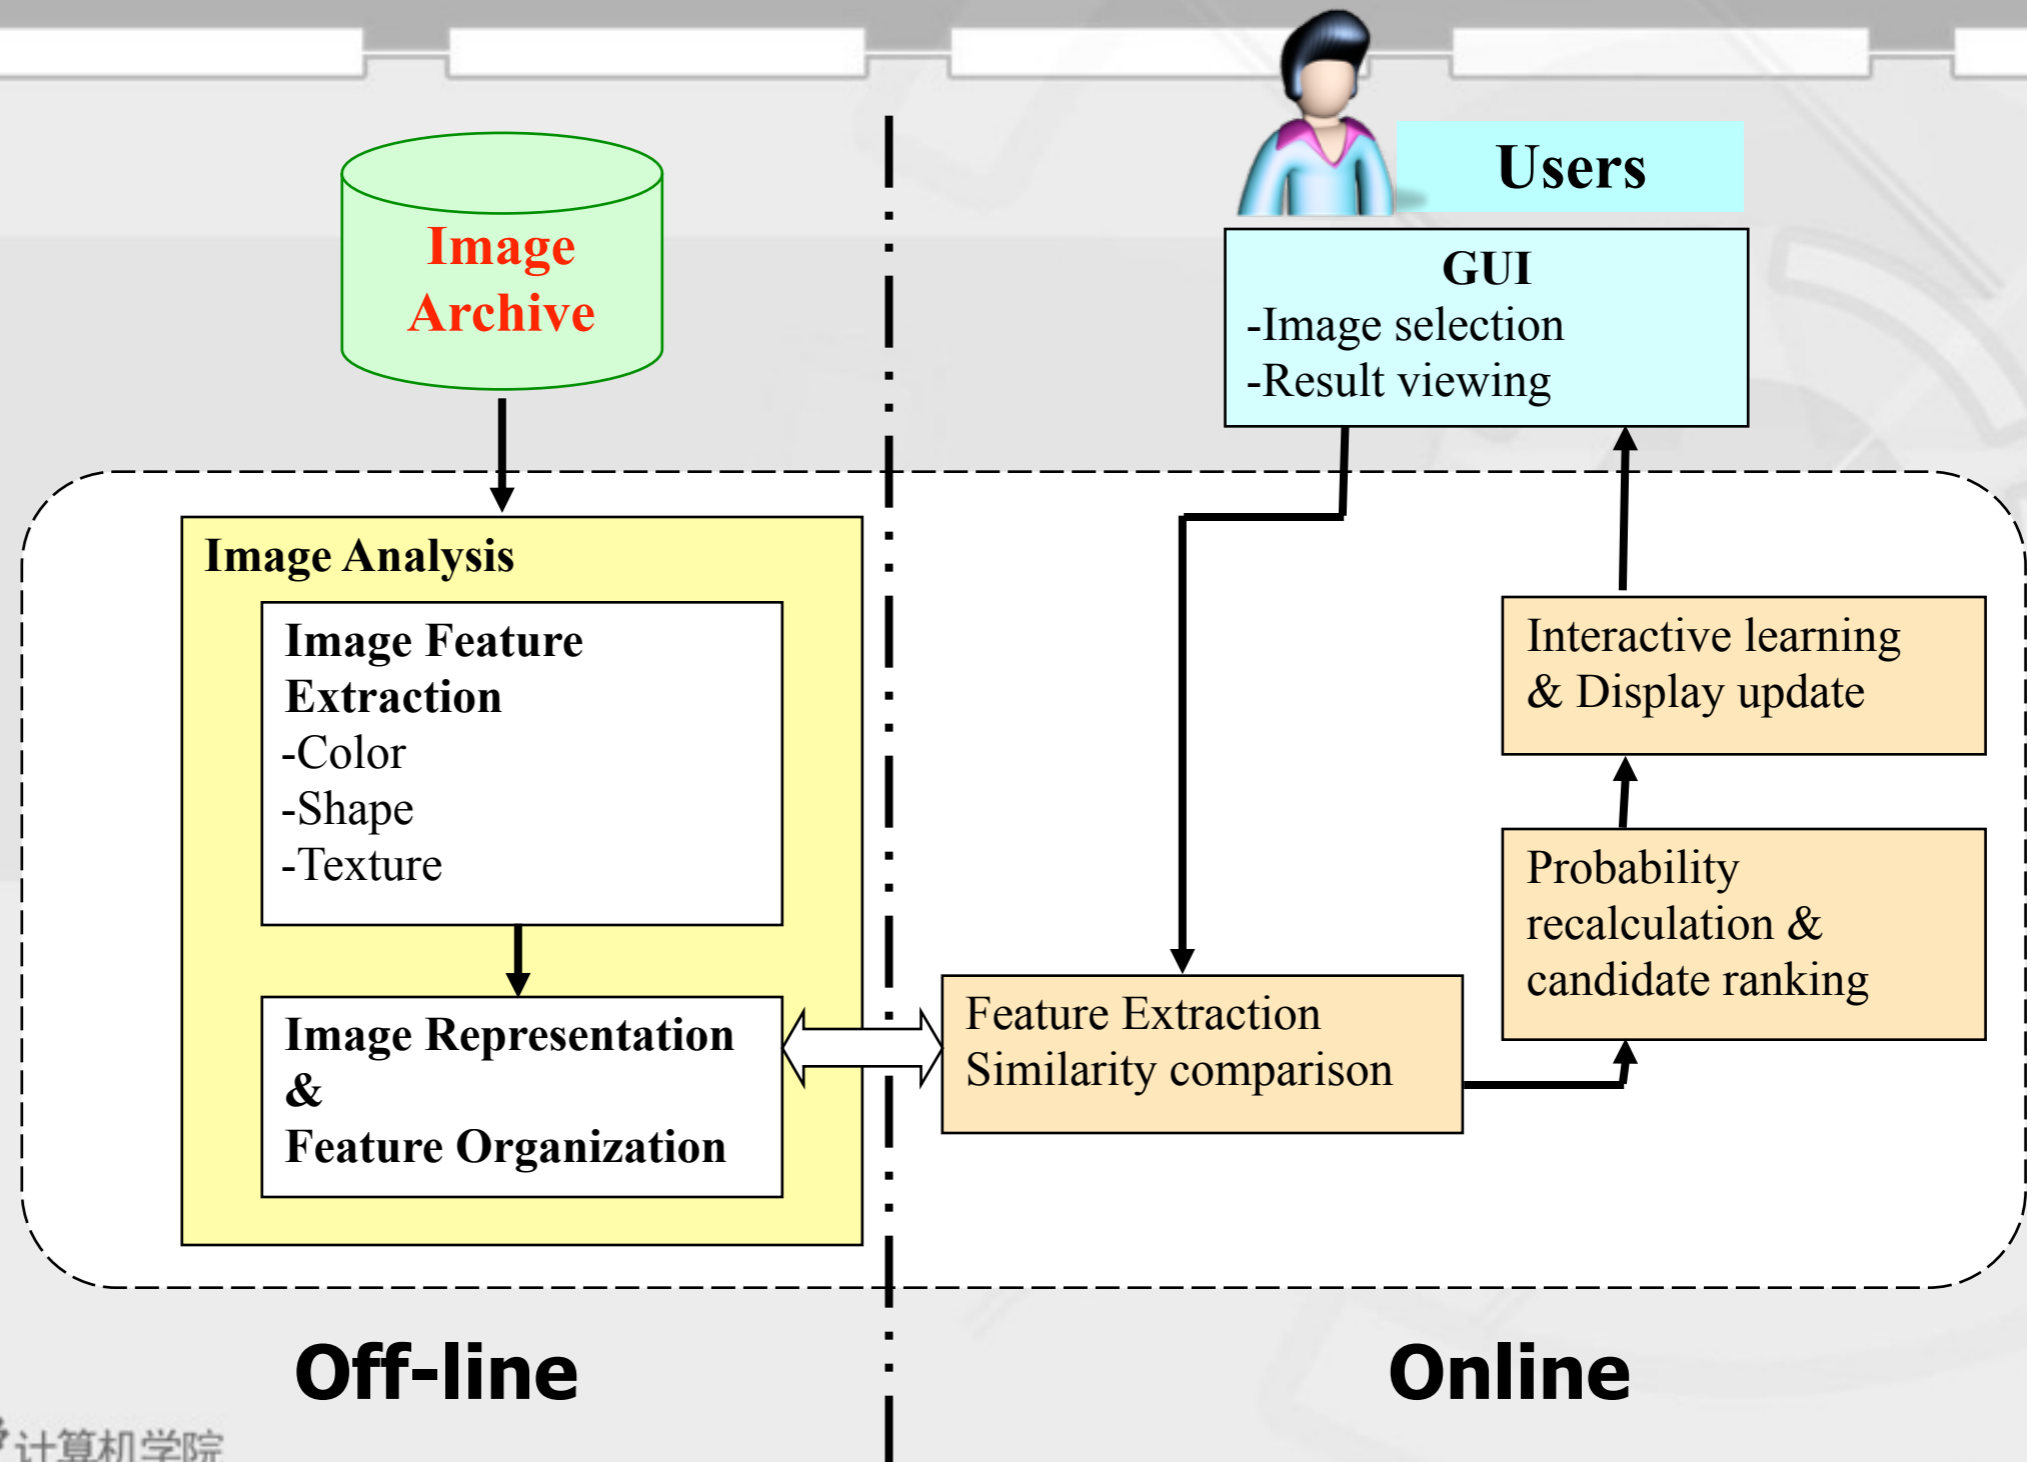 Users
Image
Archive
GUI
-Image selection
-Result viewing
Image Analysis
Image Feature
Extraction
-Color
-Shape
-Texture
Image Representation
&
Feature Organization
Feature Extraction
Similarity comparison
Interactive learning
& Display update
Probability
recalculation &
candidate ranking
Off-line
Online
计算机学院